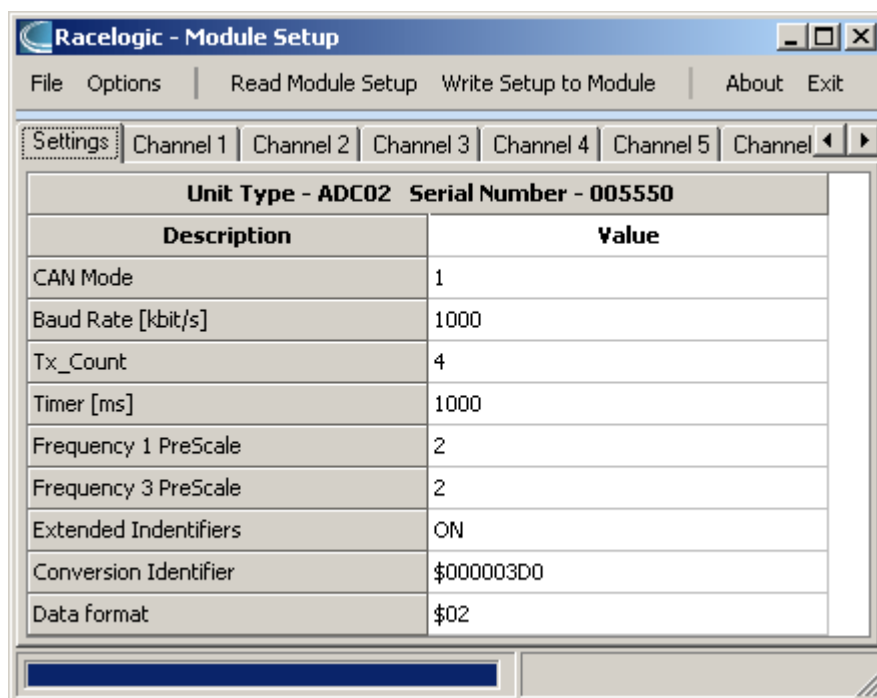 Racelogic - Module Setup
File Options Read Module Setup Write Setup to Module About Exit
Settings Channel 1 Channel 2 Channel 3 Channel 4 Channel 5 Channel
Unit Type - ADC02 Serial Number - 005550
Description Value
CAN Mode 1
Baud Rate [kbit/s] 1000
Tx_Count 4
Timer [ms] 1000
Frequency 1 PreScale 2
Frequency 3 PreScale 2
Extended Indentifiers ON
Conversion Identifier $000003D0
Data format $02